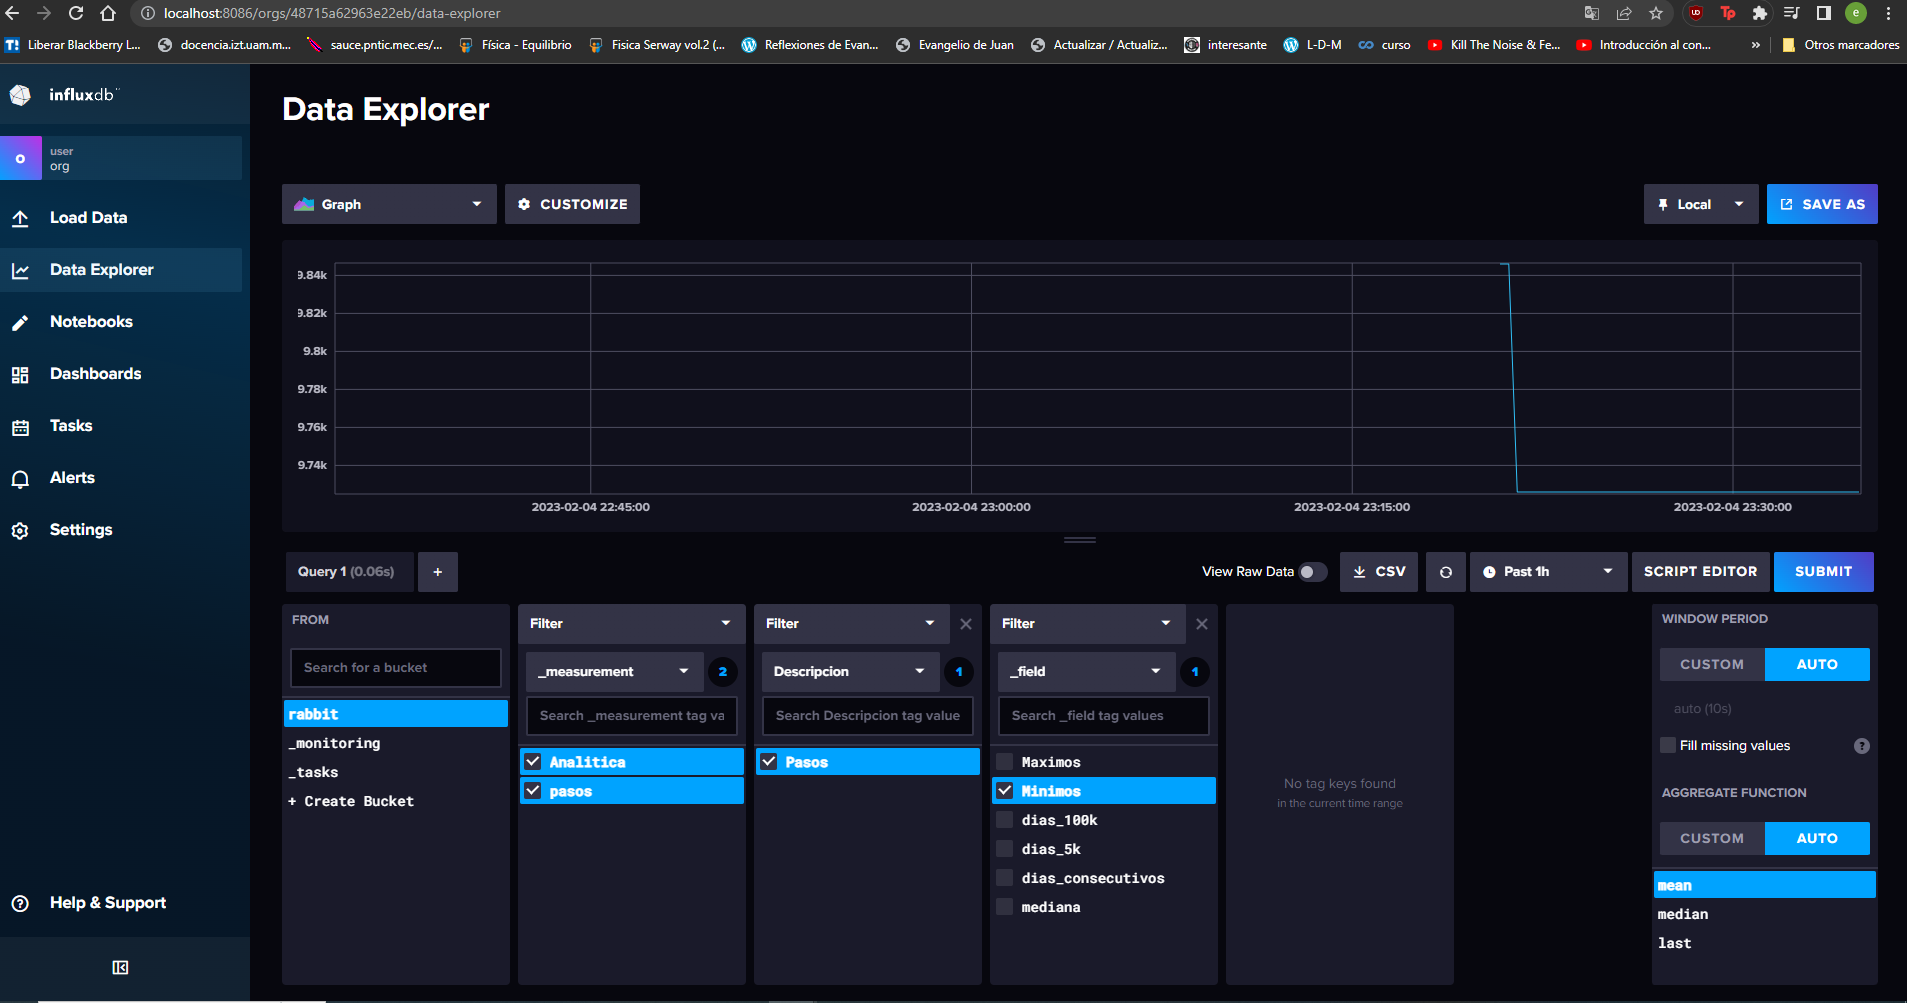 localhost:8086/orgs/48715a62963e22eb/data-explorer
Liberar Blackberry L... docencia.izt.uam.m... sauce.pntic.mec.es/... Física - Equilibrio Fisica Serway vol.2 (... Reflexiones de Evan... Evangelio de Juan Actualizar / Actualiz... interesante L-D-M curso Kill The Noise & Fe... Introducción al con... » Otros marcadores
influxdb
Data Explorer
o
user
org
Load Data
Data Explorer
Notebooks
Dashboards
Tasks
Alerts
Settings
Help & Support
Graph CUSTOMIZE Local SAVE AS
9.84k
9.82k
9.8k
9.78k
9.76k
9.74k
2023-02-04 22:45:00 2023-02-04 23:00:00 2023-02-04 23:15:00 2023-02-04 23:30:00
Query 1 (0.06s) + View Raw Data CSV Past 1h SCRIPT EDITOR SUBMIT
FROM
Search for a bucket
rabbit
_monitoring
_tasks
+ Create Bucket
Filter
_measurement 2
Search _measurement tag va
Analitica
pasos
Filter
Descripcion 1
Search Descripcion tag value
Pasos
Filter
_field 1
Search _field tag values
Maximos
Minimos
dias_100k
dias_5k
dias_consecutivos
mediana
No tag keys found
in the current time range
WINDOW PERIOD
CUSTOM AUTO
auto (10s)
Fill missing values ?
AGGREGATE FUNCTION
CUSTOM AUTO
mean
median
last